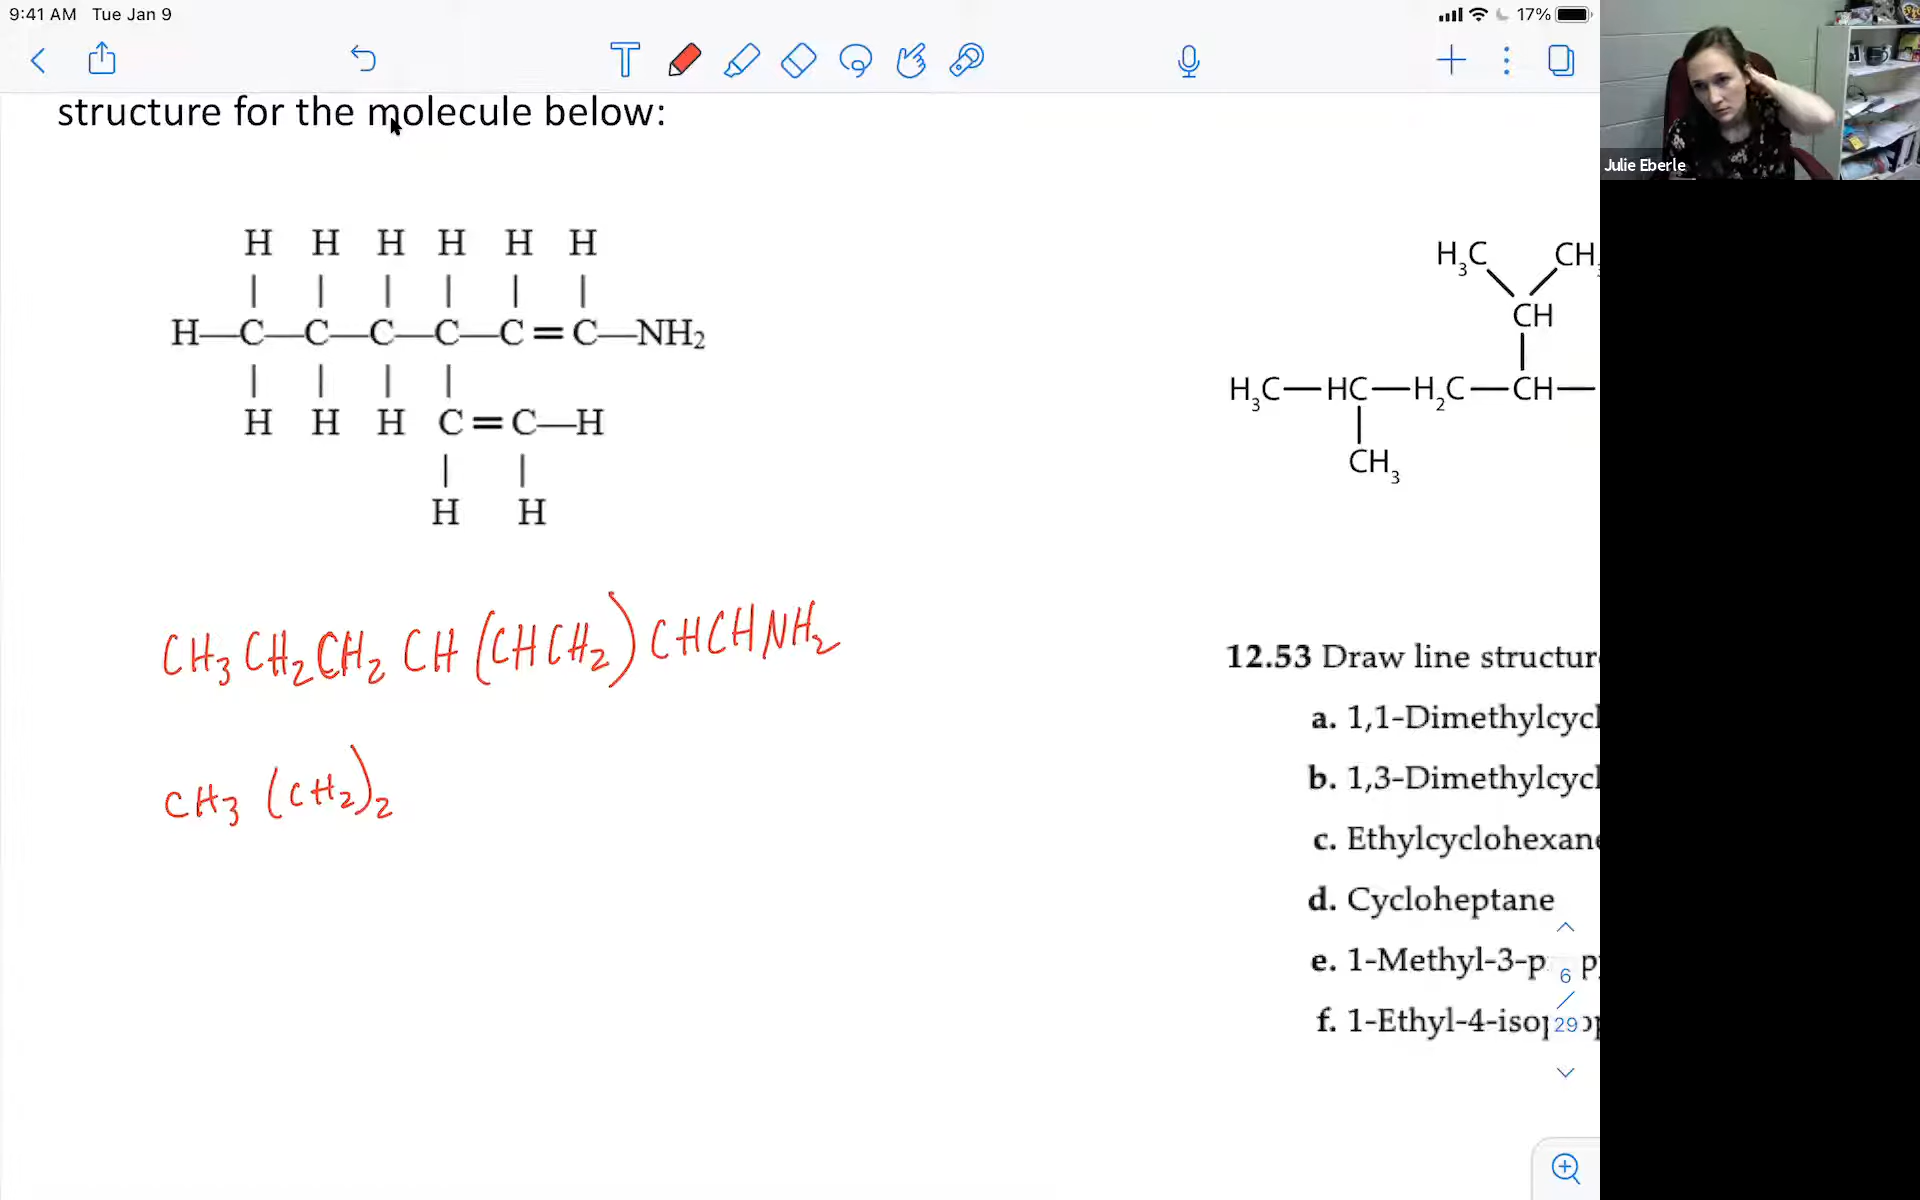 9:41 AM Tue Jan 9
17%
Julie Eberle
structure for the molecule below:
H H H H H H
H—C—C—C—C—C=C—NH₂
H H H C=C—H
H H
H₃C CH
CH
H₃C—HC—H₂C—CH—
CH₃
CH₃CH₂CH₂CH(CHCH₂)CHCHNH₂
CH₃(CH₂)₂
12.53 Draw line structur
a. 1,1-Dimethylcycl
b. 1,3-Dimethylcycl
c. Ethylcyclohexan
d. Cycloheptane
e. 1-Methyl-3-p
f. 1-Ethyl-4-iso
6
/
29